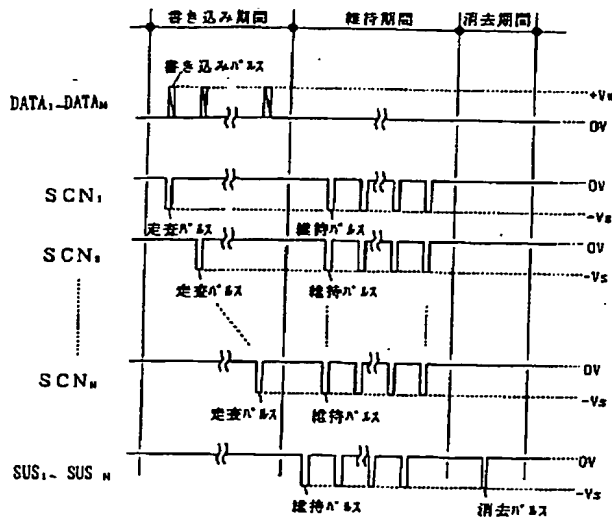 書き込み期間 維持期間 消去期間
書き込みパルス
DATA₁~DATAM +Vw
0V
SCN₁ 0V
-Vs
走査パルス 維持パルス
SCN₂ 0V
-Vs
走査パルス 維持パルス
SCNN 0V
-Vs
走査パルス 維持パルス
SUS₁~SUS N 0V
-Vs
維持パルス 消去パルス